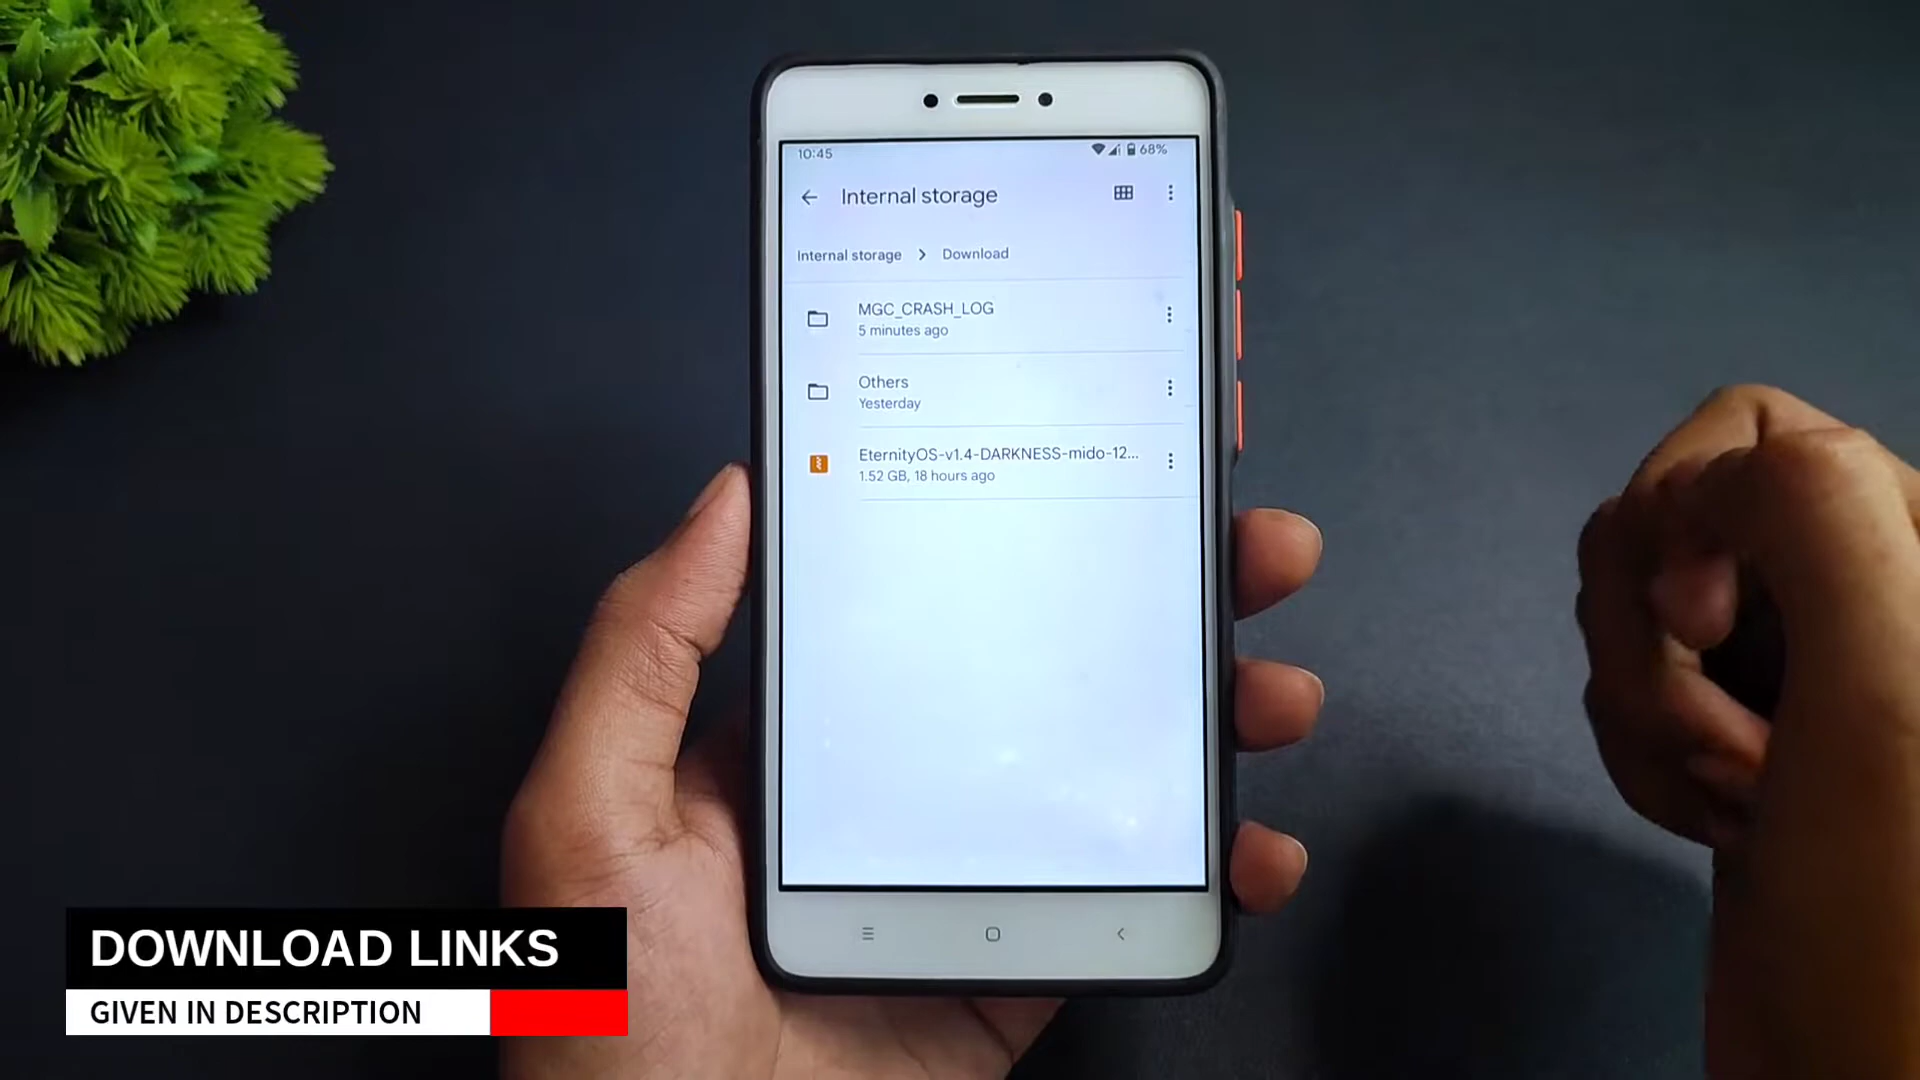 10:45
68%
Internal storage
Internal storage > Download
MGC_CRASH_LOG
5 minutes ago
Others
Yesterday
EternityOS-v1.4-DARKNESS-mido-12...
1.52 GB, 18 hours ago
DOWNLOAD LINKS
GIVEN IN DESCRIPTION